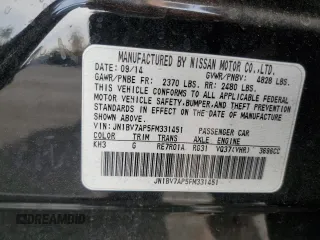 MANUFACTURED BY NISSAN MOTOR CO.,LTD.
DATE: 09/14 GVWR/PNBV: 4828 LBS.
GAWR/PNBE FR: 2370 LBS. RR: 2480 LBS.
THIS VEHICLE CONFORMS TO ALL APPLICABLE FEDERAL
MOTOR VEHICLE SAFETY,BUMPER,AND THEFT PREVENTION
STANDARDS IN EFFECT ON THE DATE OF MANUFACTURE
SHOWN ABOVE.
VIN: JN1BV7AP5FM331451 PASSENGER CAR
COLOR TRIM TRANS AXLE ENGINE
KH3 G RE7R01A RG31 VQ37(VHR) 3696CC
JN1BV7AP5FM331451